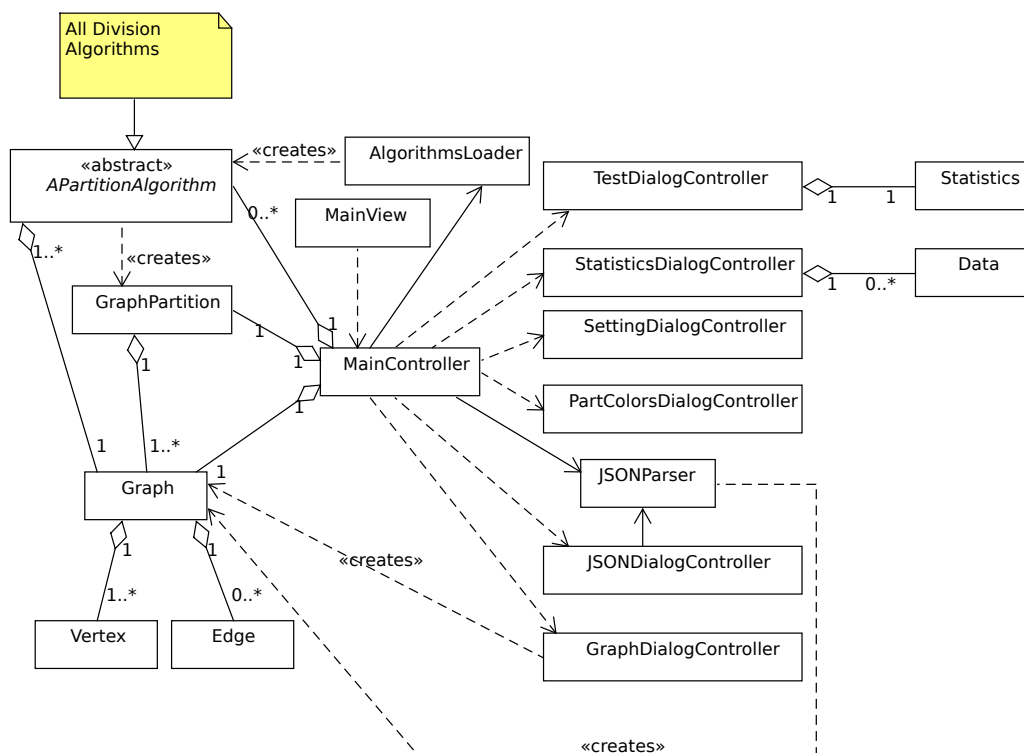 All Division
Algorithms
«abstract»
APartitionAlgorithm
«creates»
AlgorithmsLoader
TestDialogController
1
1
Statistics
0..*
MainView
1..*
«creates»
StatisticsDialogController
1
0..*
Data
GraphPartition
1
1
SettingDialogController
1
1
MainController
1
PartColorsDialogController
1
1
1..*
1
JSONParser
Graph
1
1
«creates»
JSONDialogController
1..*
0..*
Vertex
Edge
GraphDialogController
«creates»